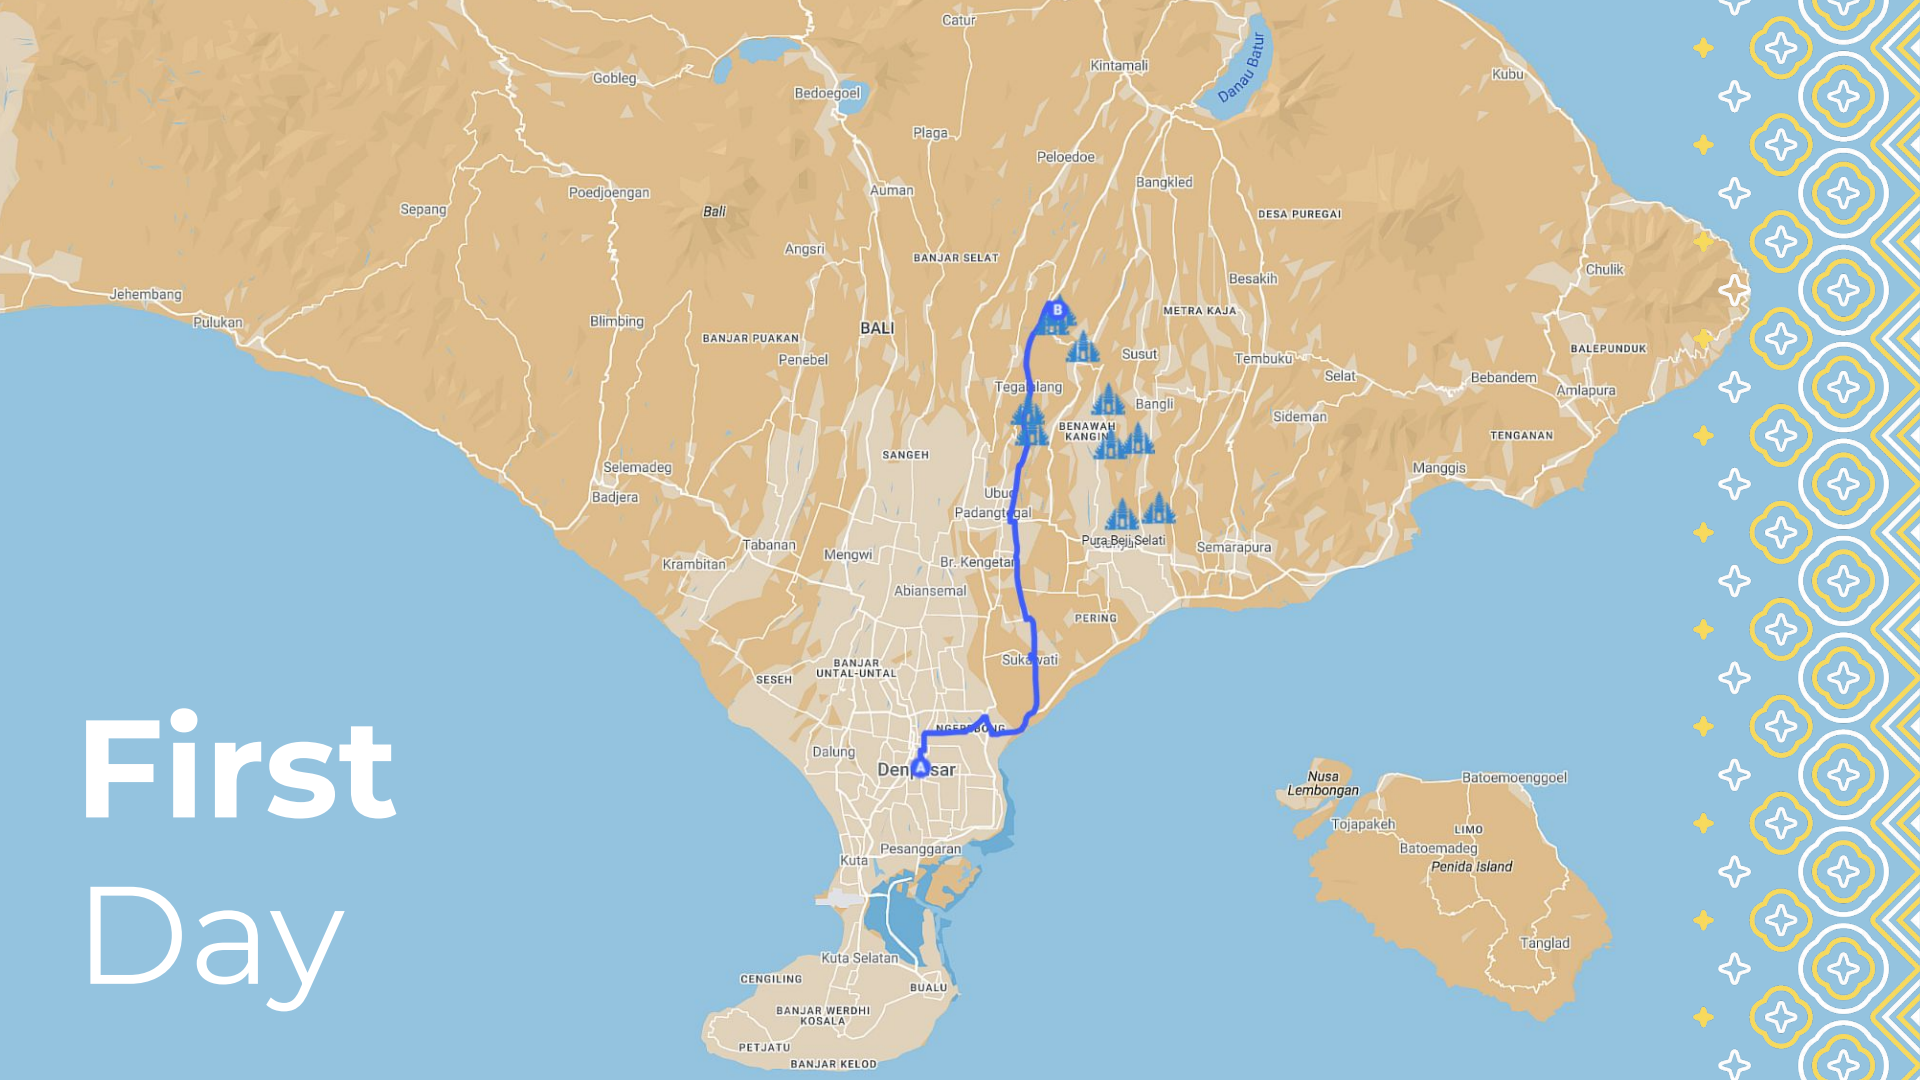 Catur
Kintamali
Danau Batur
Kubu
Gobleg
Bedoegoel
Plaga
Peloedoe
Bangkled
Poedjoengan
Auman
Sepang
Bali
DESA PUREGAI
Angsri
BANJAR SELAT
Chulik
Besakih
Jehembang
METRA KAJA
B
Pulukan
Blimbing
BALI
BANJAR PUAKAN
BALEPUNDUK
Penebel
Susut
Tembuku
Selat
Bebandem
Tegallalang
Amlapura
Bangli
Sideman
BENAWAH
KANGIN
TENGANAN
SANGEH
Selemadeg
Manggis
Badjera
Ubud
Padangtegal
Pura Beji Selati
Tabanan
Mengwi
Semarapura
Krambitan
Br. Kengetan
Abiansemal
PERING
Sukawati
BANJAR
UNTAL-UNTAL
SESEH
Dalung
Denpasar
A
Nusa
Lembongan
Batoemoenggoel
Tojapakeh
LIMO
Batoemadeg
Penida Island
Pesanggaran
Kuta
Tanglad
Kuta Selatan
CENGILING
BUALU
BANJAR WERDHI
KOSALA
PETJATU
BANJAR KELOD
First
Day